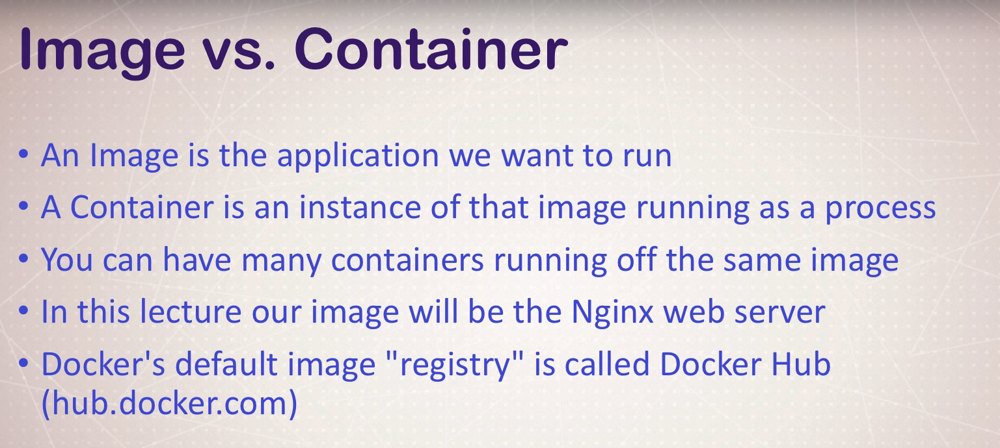 Image vs. Container
• An Image is the application we want to run
• A Container is an instance of that image running as a process
• You can have many containers running off the same image
• In this lecture our image will be the Nginx web server
• Docker's default image "registry" is called Docker Hub
(hub.docker.com)